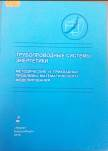 ТРУБОПРОВОДНЫЕ СИСТЕМЫ
ЭНЕРГЕТИКИ
МЕТОДИЧЕСКИЕ И ПРИКЛАДНЫЕ
ПРОБЛЕМЫ МАТЕМАТИЧЕСКОГО
МОДЕЛИРОВАНИЯ